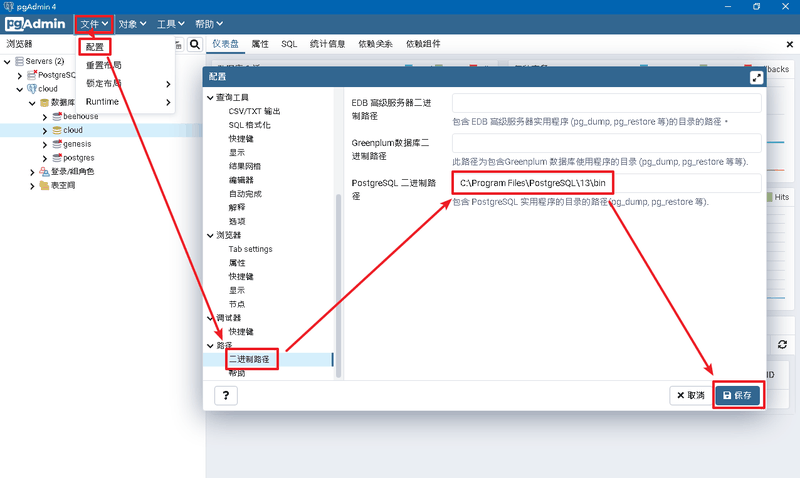 pgAdmin 4
pgAdmin 文件 对象 工具 帮助
浏览器
仪表盘 属性 SQL 统计信息 依赖关系 依赖组件
配置
重置布局
锁定布局
Runtime
Servers (2)
PostgreSQ
cloud
数据库
beehouse
cloud
genesis
postgres
登录/组角色
表空间
配置
查询工具
CSV/TXT 输出
SQL 格式化
快捷键
显示
结果网格
编辑器
自动完成
解释
选项
浏览器
Tab settings
属性
快捷键
显示
节点
调试器
快捷键
路径
二进制路径
帮助
EDB 高级服务器二进
制路径
包含 EDB 高级服务器实用程序 (pg_dump, pg_restore 等)的目录的路径。
Greenplum数据库二
进制路径
此路径为包含Greenplum 数据库使用程序的目录 (pg_dump, pg_restore 等等).
PostgreSQL 二进制路
径
C:\Program Files\PostgreSQL\13\bin
包含 PostgreSQL 实用程序的目录的路径(pg_dump, pg_restore 等).
?
取消
保存
Hits